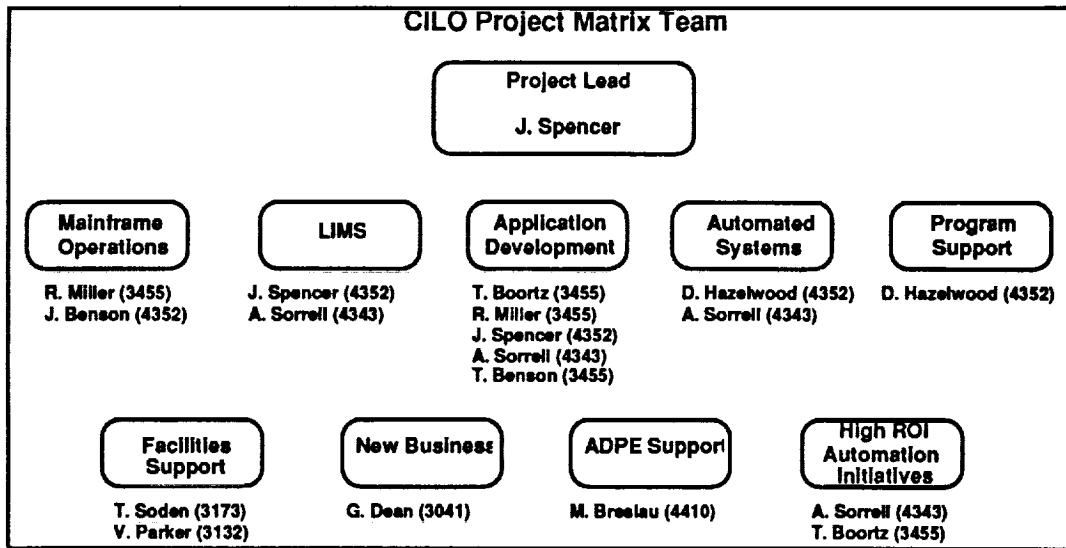 CILO Project Matrix Team
Project Lead
J. Spencer
Mainframe
Operations
R. Miller (3455)
J. Benson (4352)
LIMS
J. Spencer (4352)
A. Sorrell (4343)
Application
Development
T. Boortz (3455)
R. Miller (3455)
J. Spencer (4352)
A. Sorrell (4343)
T. Benson (3455)
Automated
Systems
D. Hazelwood (4352)
A. Sorrell (4343)
Program
Support
D. Hazelwood (4352)
Facilities
Support
T. Soden (3173)
V. Parker (3132)
New Business
G. Dean (3041)
ADPE Support
M. Breslau (4410)
High ROI
Automation
Initiatives
A. Sorrell (4343)
T. Boortz (3455)